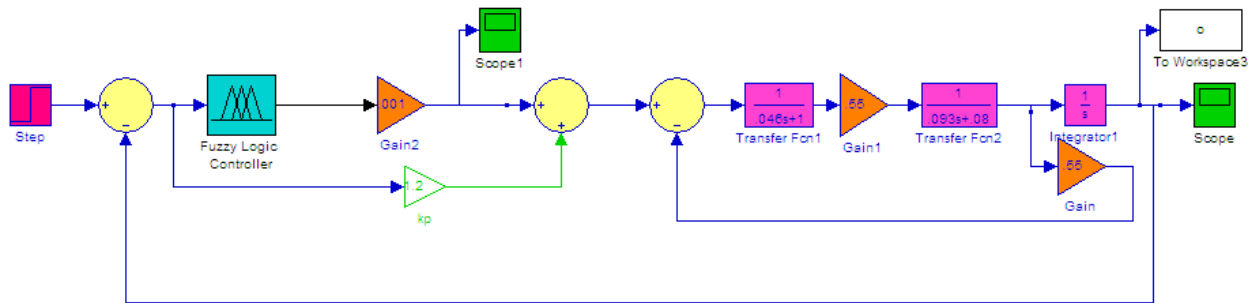 o
To Workspace3
Scope1
+
−
Step
Fuzzy Logic
Controller
.001
Gain2
1.2
kp
+
+
−
1
.046s+1
Transfer Fcn1
.55
Gain1
1
.093s+.08
Transfer Fcn2
1
s
Integrator1
Scope
.55
Gain